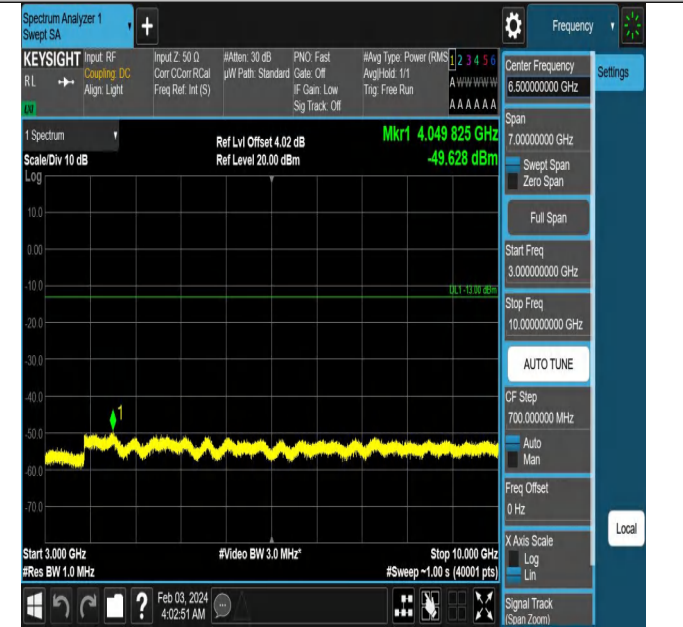 Spectrum Analyzer 1
Swept SA
+
Frequency
KEYSIGHT
RL
Input: RF
Coupling: DC
Align: Light
Input Z: 50 Ω
Corr CCorr RCal
Freq Ref: Int (S)
#Atten: 30 dB
µW Path: Standard
PNO: Fast
Gate: Off
IF Gain: Low
Sig Track: Off
#Avg Type: Power (RMS
Avg|Hold: 1/1
Trig: Free Run
1 2 3 4 5 6
A W W W W W
A A A A A A
1 Spectrum
Scale/Div 10 dB
Ref Lvl Offset 4.02 dB
Ref Level 20.00 dBm
Mkr1 4.049 825 GHz
-49.628 dBm
Log
10.0
0.00
-10.0
DL1 -13.00 dBm
-20.0
-30.0
-40.0
1
-50.0
-60.0
-70.0
Start 3.000 GHz
#Res BW 1.0 MHz
#Video BW 3.0 MHz*
Stop 10.000 GHz
#Sweep ~1.00 s (40001 pts)
Feb 03, 2024
4:02:51 AM
Center Frequency
6.500000000 GHz
Settings
Span
7.00000000 GHz
Swept Span
Zero Span
Full Span
Start Freq
3.000000000 GHz
Stop Freq
10.000000000 GHz
AUTO TUNE
CF Step
700.000000 MHz
Auto
Man
Freq Offset
0 Hz
X Axis Scale
Log
Lin
Local
Signal Track
(Span Zoom)